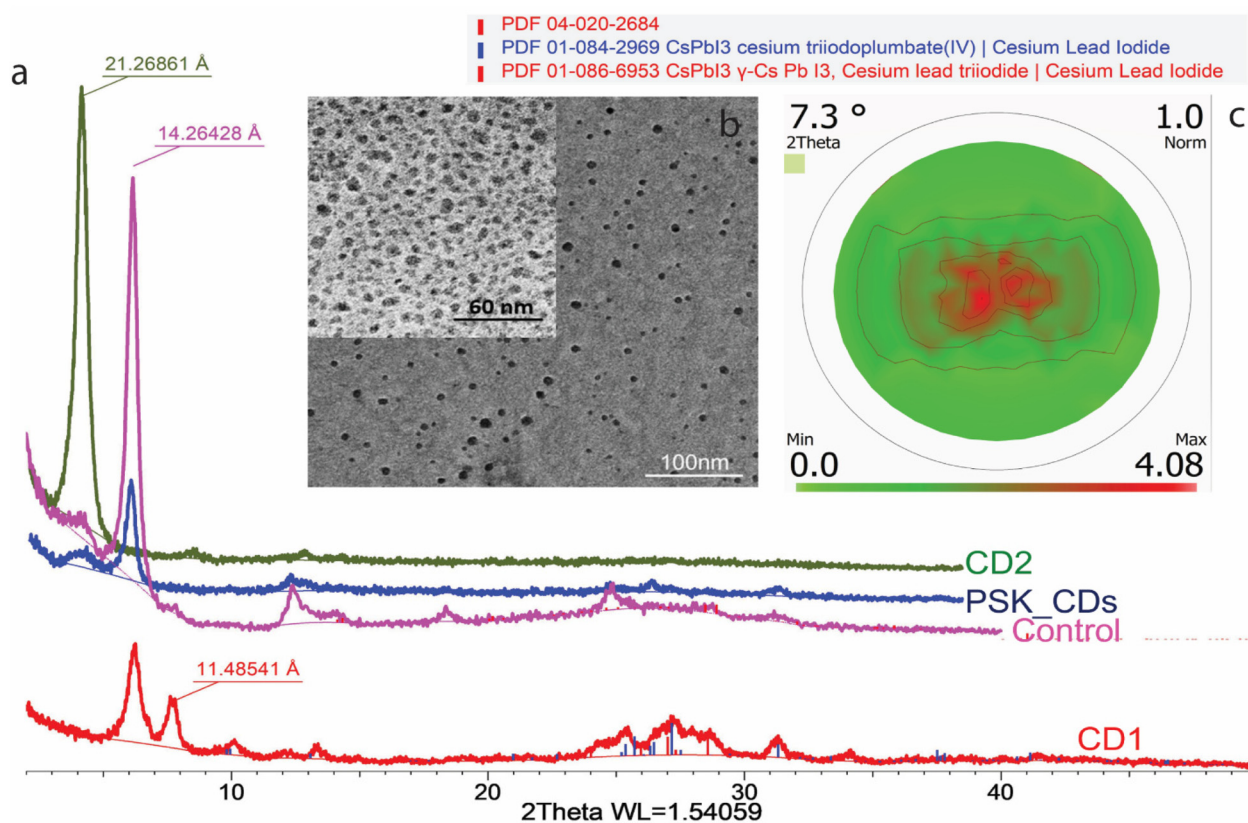 PDF 04-020-2684
PDF 01-084-2969 CsPbI3 cesium triiodoplumbate(IV) | Cesium Lead Iodide
PDF 01-086-6953 CsPbI3 γ-Cs Pb I3, Cesium lead triiodide | Cesium Lead Iodide
a
21.26861 Å
14.26428 Å
b
60 nm
100nm
7.3 °
2Theta
1.0
Norm
c
Min
0.0
Max
4.08
CD2
PSK_CDs
Control
11.48541 Å
CD1
10
20
30
40
2Theta WL=1.54059